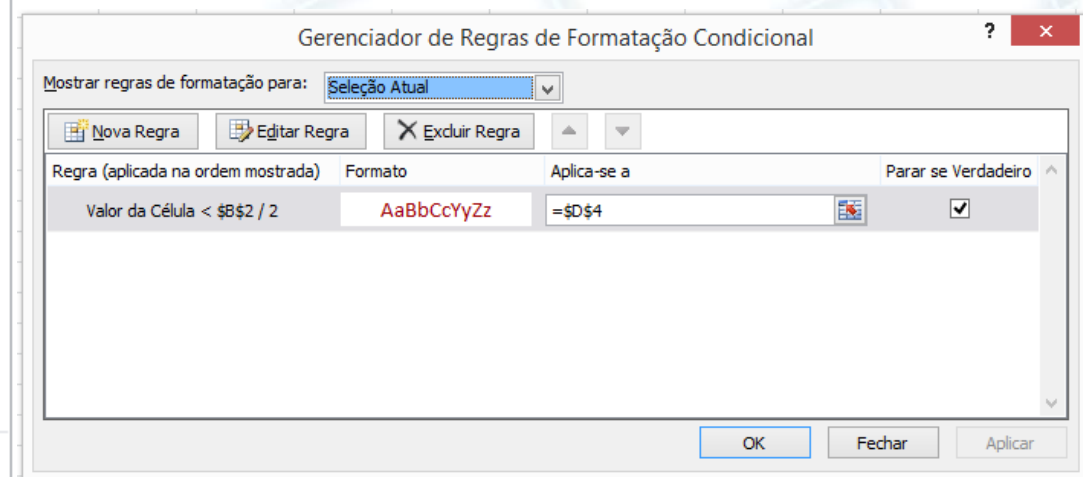 Gerenciador de Regras de Formatação Condicional
?
Mostrar regras de formatação para: Seleção Atual
Nova Regra Editar Regra Excluir Regra
Regra (aplicada na ordem mostrada) Formato Aplica-se a Parar se Verdadeiro
Valor da Célula < $B$2 / 2 AaBbCcYyZz =$D$4
OK Fechar Aplicar